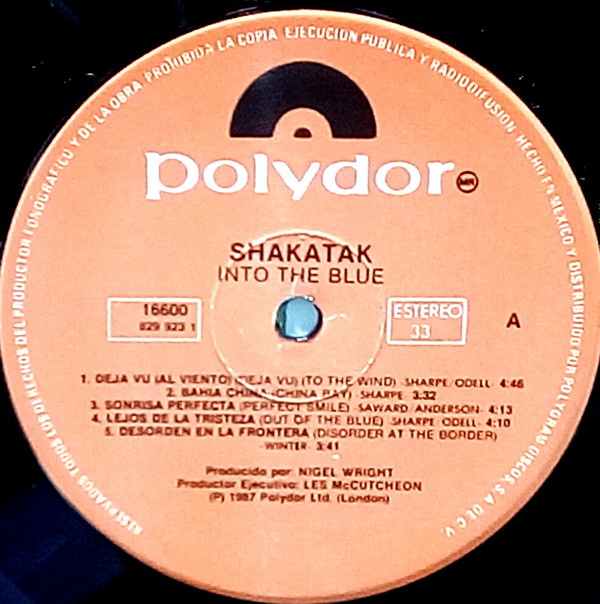 RESERVADOS TODOS LOS DERECHOS DEL PRODUCTOR FONOGRAFICO Y DE LA OBRA PROHIBIDA LA COPIA EJECUCION PUBLICA Y RADIODIFUSION HECHO EN MEXICO Y DISTRIBUIDO POR POLYGRAM DISCOS, S.A. DE C.V.
polydor MR
SHAKATAK
INTO THE BLUE
16600
829 923 1
ESTEREO
33
A
1. DEJA VU (AL VIENTO) (DEJA VU) (TO THE WIND) -SHARPE/ODELL- 4:46
2. BAHIA CHINA (CHINA BAY) -SHARPE- 3:32
3. SONRISA PERFECTA (PERFECT SMILE) -SAWARD/ANDERSON- 4:13
4. LEJOS DE LA TRISTEZA (OUT OF THE BLUE) -SHARPE/ODELL- 4:10
5. DESORDEN EN LA FRONTERA (DISORDER AT THE BORDER)
-WINTER- 3:41
Producida por: NIGEL WRIGHT
Productor Ejecutivo: LES McCUTCHEON
(P) 1987 Polydor Ltd. (London)